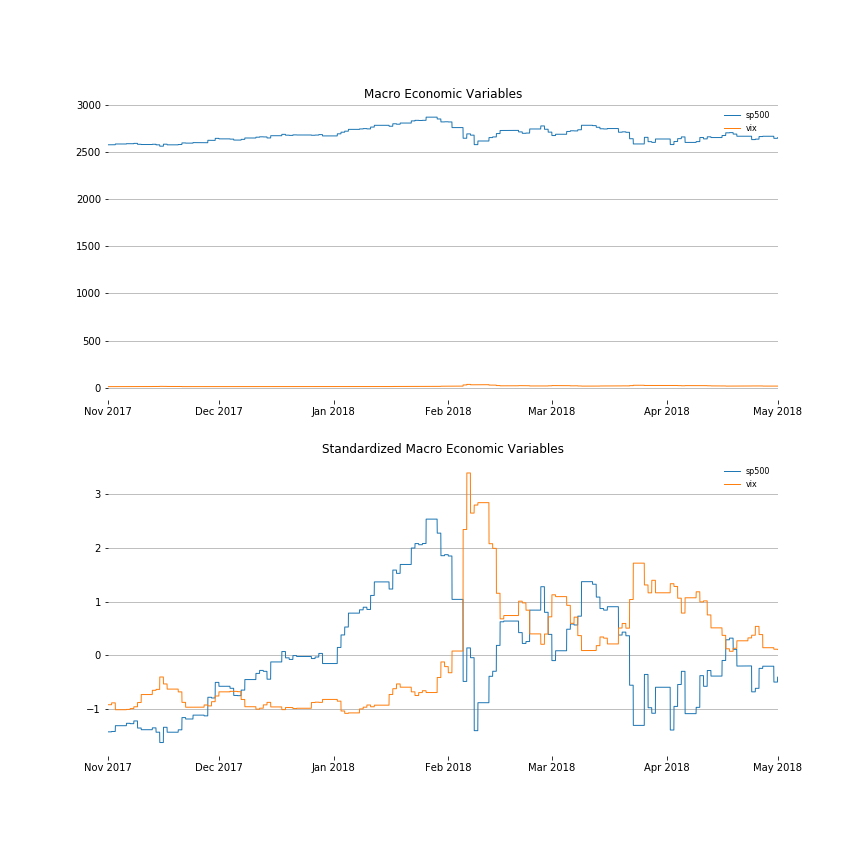 Macro Economic Variables
3000
2500
2000
1500
1000
500
0
sp500
vix
Nov 2017 Dec 2017 Jan 2018 Feb 2018 Mar 2018 Apr 2018 May 2018
Standardized Macro Economic Variables
3
2
1
0
−1
sp500
vix
Nov 2017 Dec 2017 Jan 2018 Feb 2018 Mar 2018 Apr 2018 May 2018